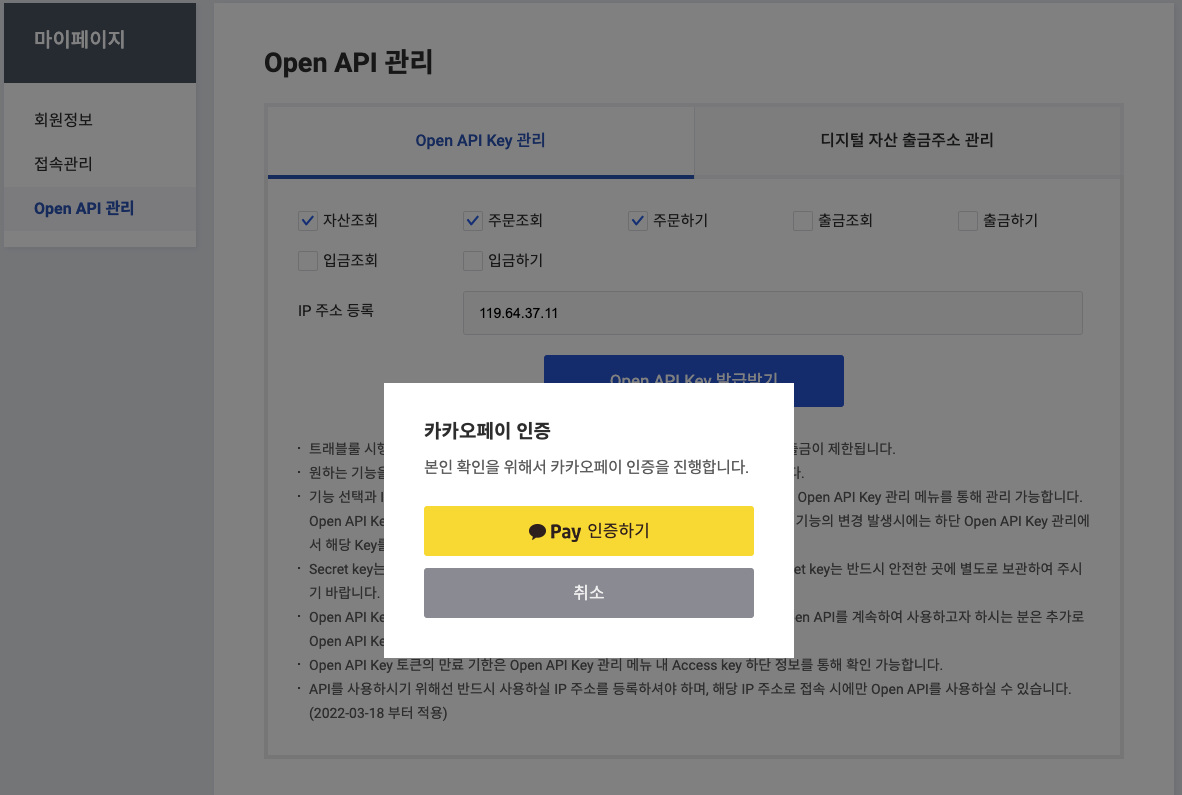 마이페이지
회원정보
접속관리
Open API 관리
Open API 관리
Open API Key 관리
디지털 자산 출금주소 관리
자산조회
주문조회
주문하기
출금조회
출금하기
입금조회
입금하기
IP 주소 등록
119.64.37.11
Open API Key 발급받기
카카오페이 인증
본인 확인을 위해서 카카오페이 인증을 진행합니다.
Pay 인증하기
취소
· 트래블룰 시행 출금이 제한됩니다.
· 원하는 기능을 다.
· 기능 선택과 Open API Key 관리 메뉴를 통해 관리 가능합니다.
Open API 기능의 변경 발생시에는 하단 Open API Key 관리에
서 해당 Key를
· Secret key는 key는 반드시 안전한 곳에 별도로 보관하여 주시
기 바랍니다.
· Open API API를 계속하여 사용하고자 하시는 분은 추가로
Open API
· Open API Key 토큰의 만료 기한은 Open API Key 관리 메뉴 내 Access key 하단 정보를 통해 확인 가능합니다.
· API를 사용하시기 위해선 반드시 사용하실 IP 주소를 등록하셔야 하며, 해당 IP 주소로 접속 시에만 Open API를 사용하실 수 있습니다.
(2022-03-18 부터 적용)